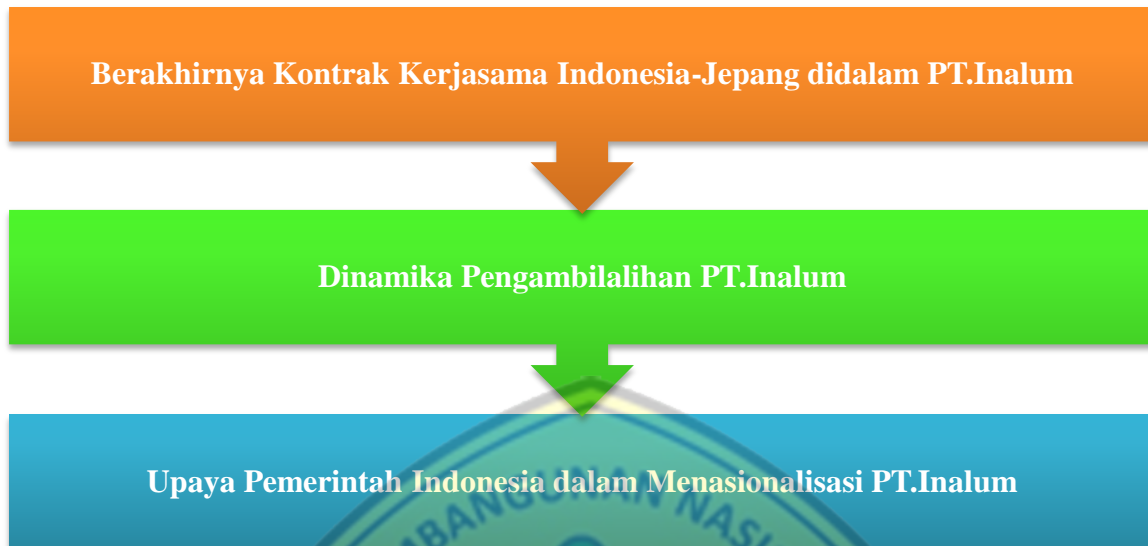 Berakhirnya Kontrak Kerjasama Indonesia-Jepang didalam PT.Inalum
Dinamika Pengambilalihan PT.Inalum
Upaya Pemerintah Indonesia dalam Menasionalisasi PT.Inalum